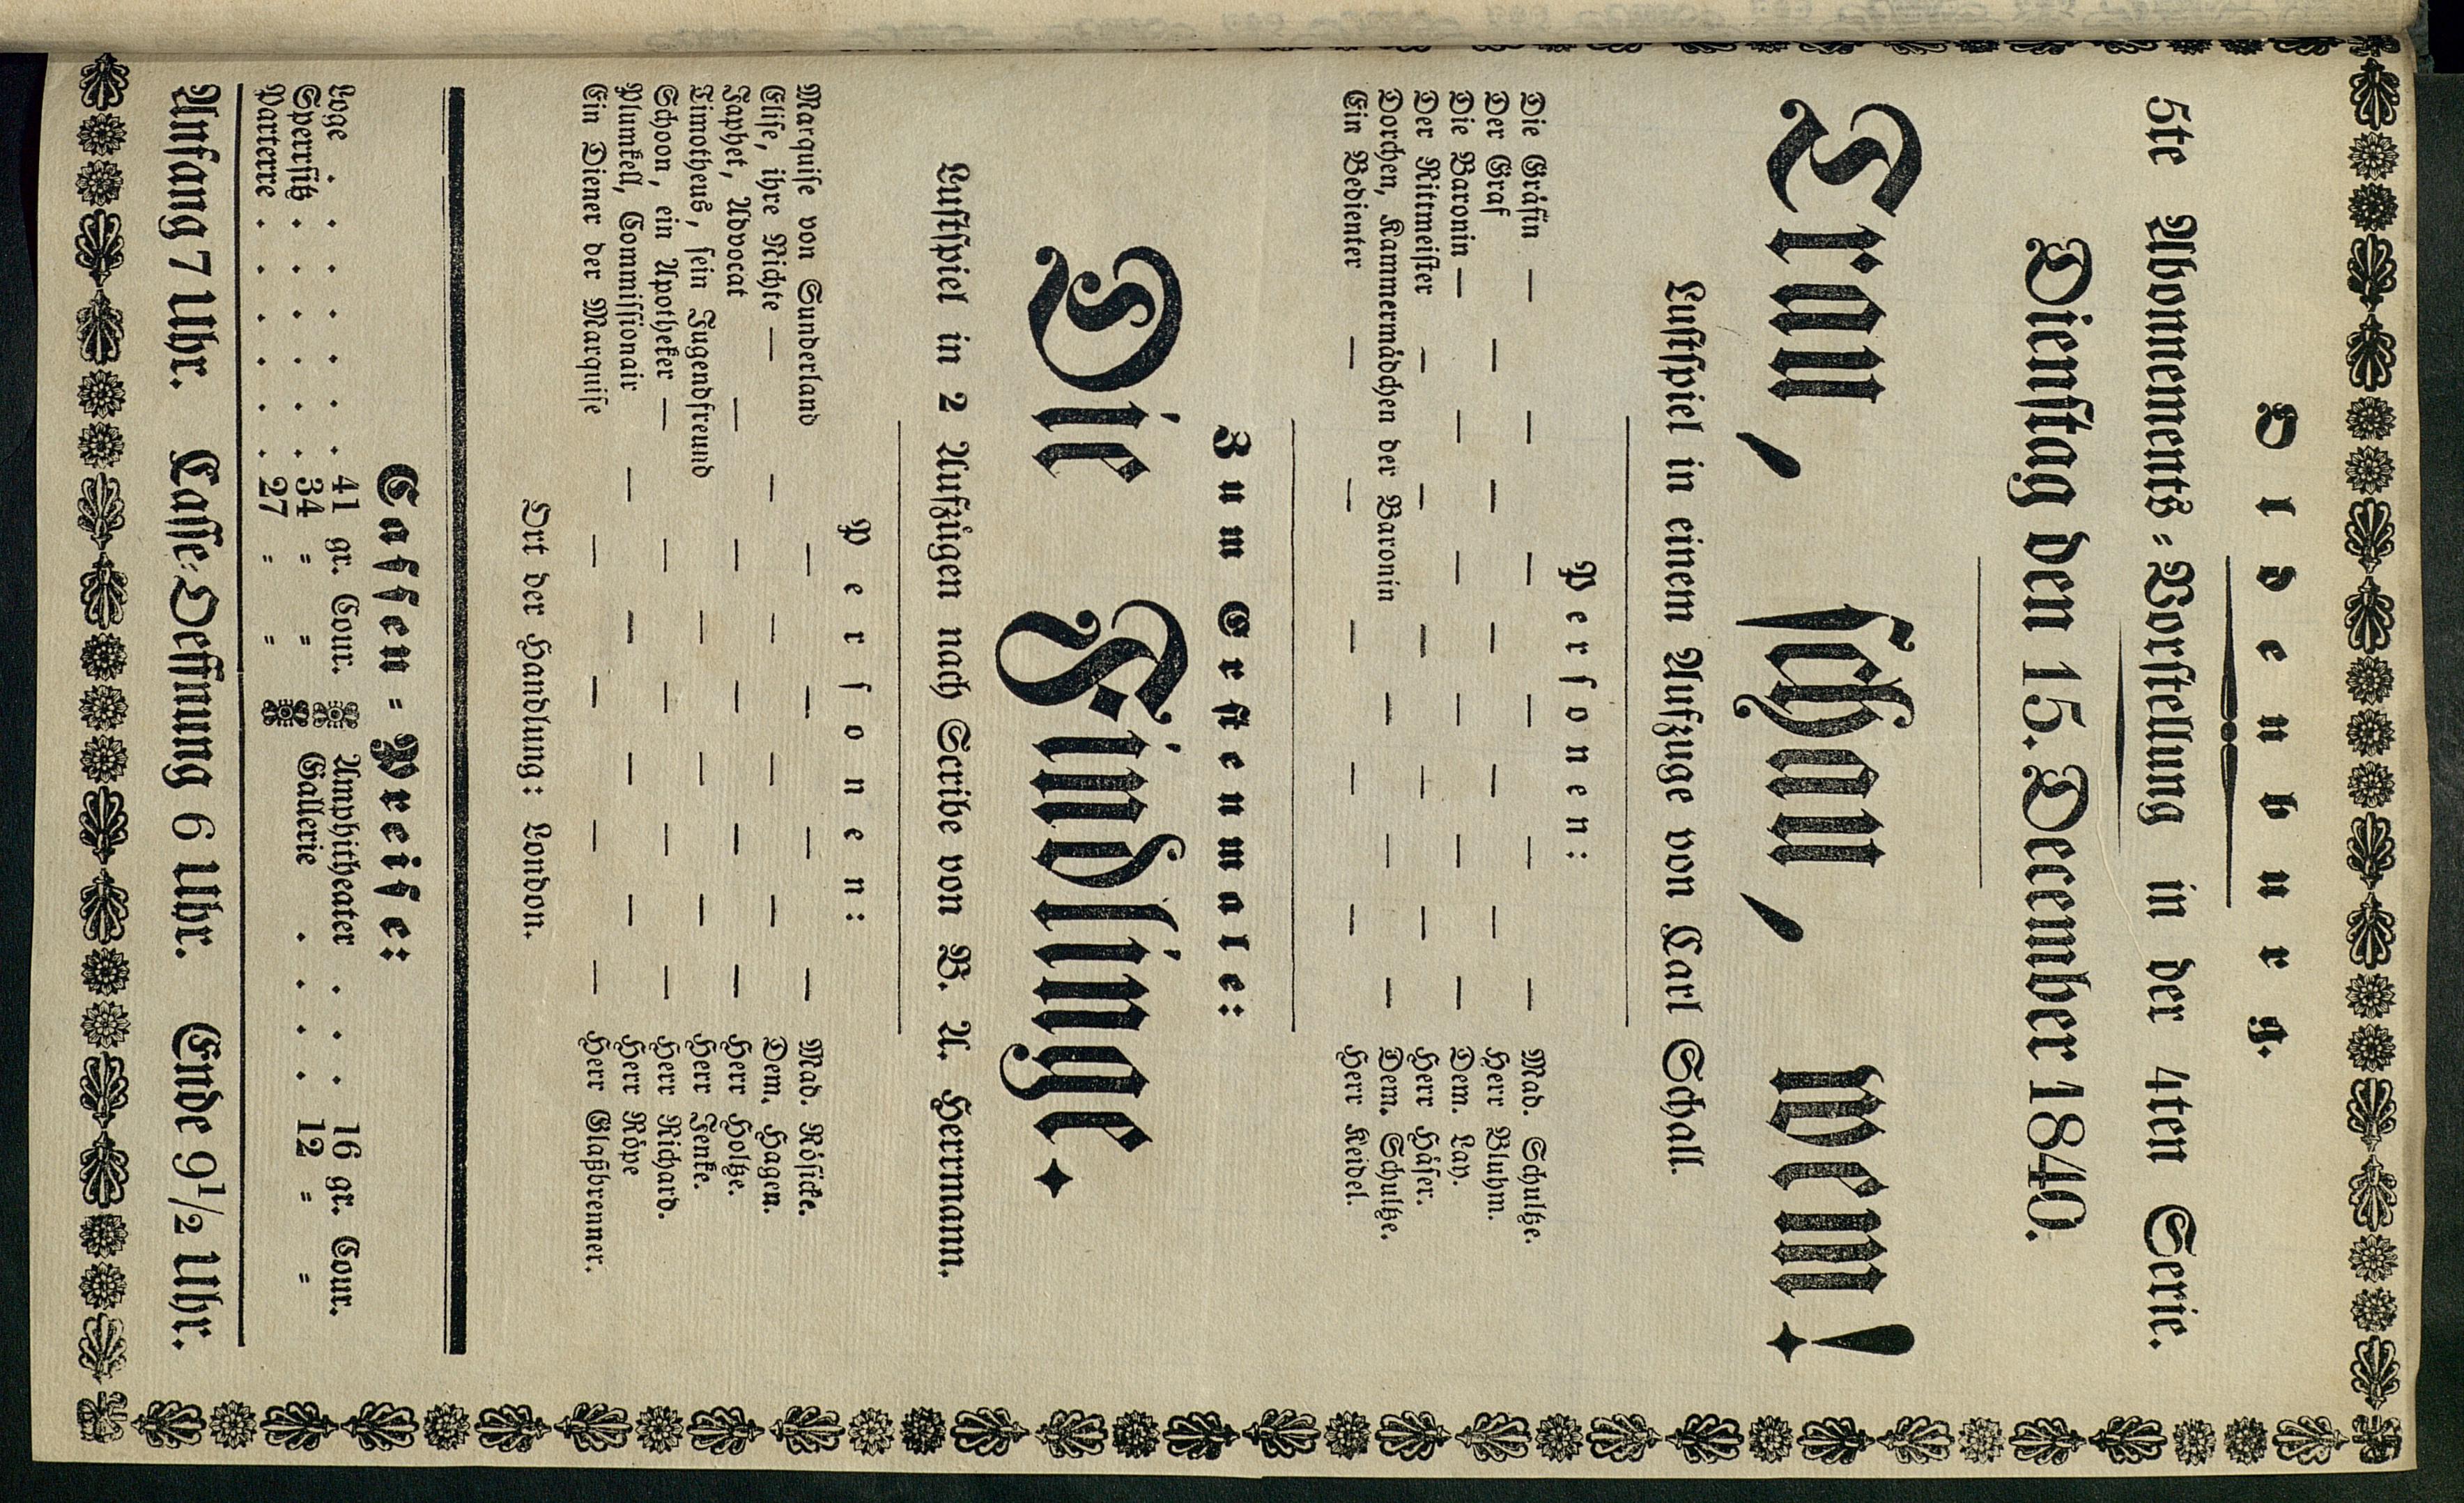 Oldenburg.
5te Abonnements-Vorstellung in der 4ten Serie.
Dienstag den 15. December 1840.
Trau, schau, wem!
Lustspiel in einem Aufzuge von Carl Schall.
Personen:
Die Gräfin — — — — — — Mad. Schultze.
Der Graf — — — — — Herr Bluhm.
Die Baronin — — — — — — Dem. Lay.
Der Rittmeister — — — — — Herr Häser.
Dorchen, Kammermädchen der Baronin — — — Dem. Schultze.
Ein Bedienter — — — — — Herr Keidel.
Zum Erstenmale:
Die Findlinge.
Lustspiel in 2 Aufzügen nach Scribe von B. A. Herrmann.
Personen:
Marquise von Sunderland — — — — Mad. Rösicke.
Elise, ihre Nichte — — — — — Dem. Hagen.
Japhet, Advocat — — — — — Herr Holtze.
Timotheus, sein Jugendfreund — — — Herr Jenke.
Schoon, ein Apotheker — — — — — Herr Richard.
Plumkell, Commissionair — — — — Herr Röpe
Ein Diener der Marquise — — — — Herr Glaßbrenner.
Ort der Handlung: London.
Cassen-Preise:
Loge . . . . . . . 41 gr. Cour. Amphitheater . . . 16 gr. Cour.
Sperrsitz . . . . . . 34 " " Gallerie . . . . 12 " "
Parterre . . . . . . 27 " "
Anfang 7 Uhr. Casse-Oeffnung 6 Uhr. Ende 9 1/2 Uhr.